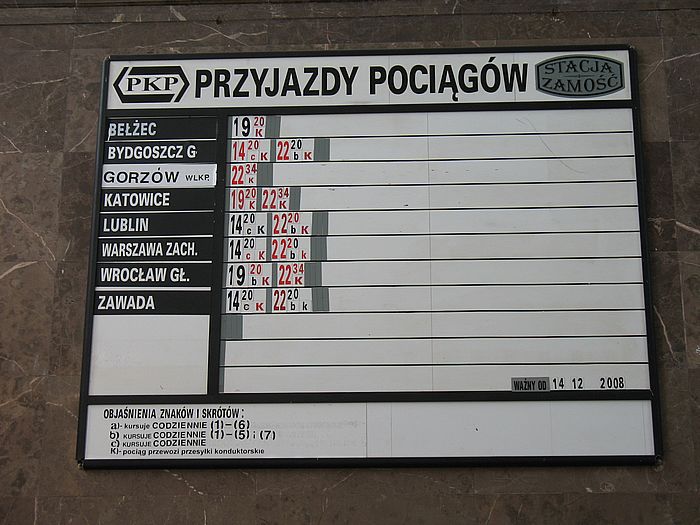 PKP PRZYJAZDY POCIĄGÓW STACJA ZAMOŚĆ
BEŁŻEC 19 20 K
BYDGOSZCZ G 14 20 c K 22 20 b K
GORZÓW WLKP. 22 34 K
KATOWICE 19 20 K 22 34 K
LUBLIN 14 20 c K 22 20 b K
WARSZAWA ZACH. 14 20 c K 22 20 b k
WROCŁAW GŁ. 19 20 b K 22 34 K
ZAWADA 14 20 c K 22 20 b k
WAŻNY OD 14 12 2008
OBJAŚNIENIA ZNAKÓW I SKRÓTÓW :
a)- kursuje CODZIENNIE (1)-(6)
b) KURSUJE CODZIENNIE (1)-(5) i (7)
c) KURSUJE CODZIENNIE
K)- pociąg przewozi przesyłki konduktorskie